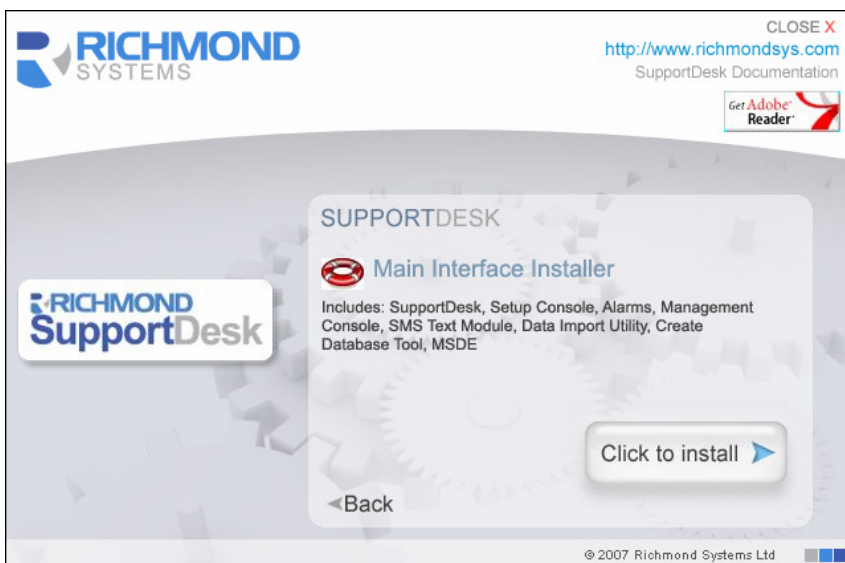 RICHMOND
SYSTEMS
CLOSE X
http://www.richmondsys.com
SupportDesk Documentation
Get Adobe®
Reader®
SUPPORTDESK
Main Interface Installer
Includes: SupportDesk, Setup Console, Alarms, Management
Console, SMS Text Module, Data Import Utility, Create
Database Tool, MSDE
RICHMOND
SupportDesk
Click to install
Back
© 2007 Richmond Systems Ltd